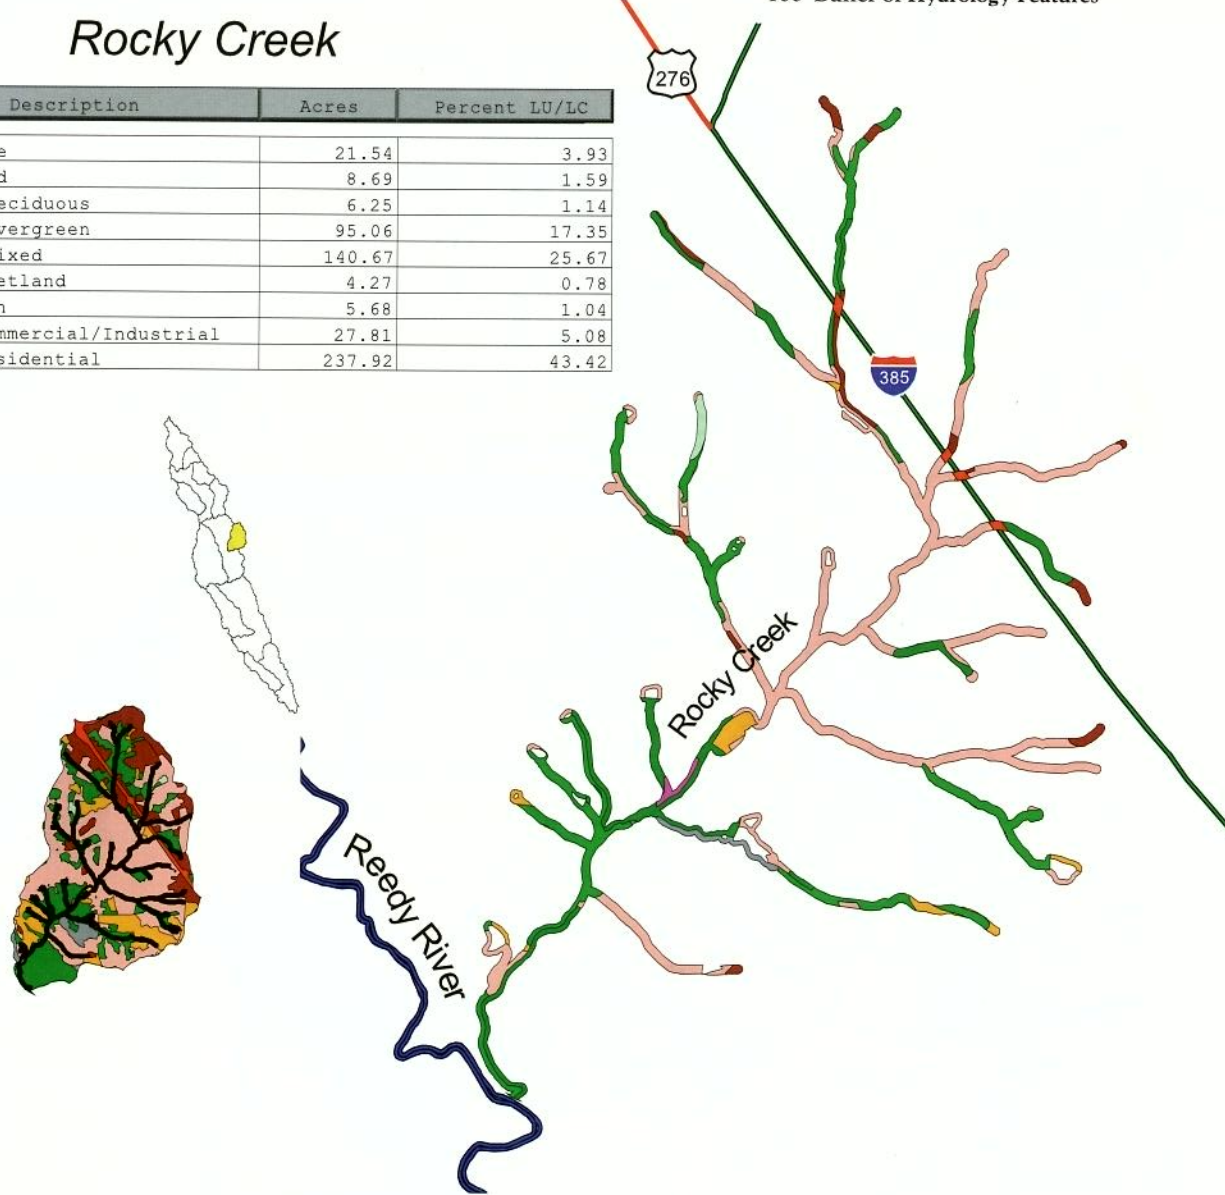 Rocky Creek
Description Acres Percent LU/LC
e 21.54 3.93
d 8.69 1.59
eciduous 6.25 1.14
vergreen 95.06 17.35
ixed 140.67 25.67
etland 4.27 0.78
n 5.68 1.04
mmercial/Industrial 27.81 5.08
sidential 237.92 43.42
276
385
Rocky Creek
Reedy River